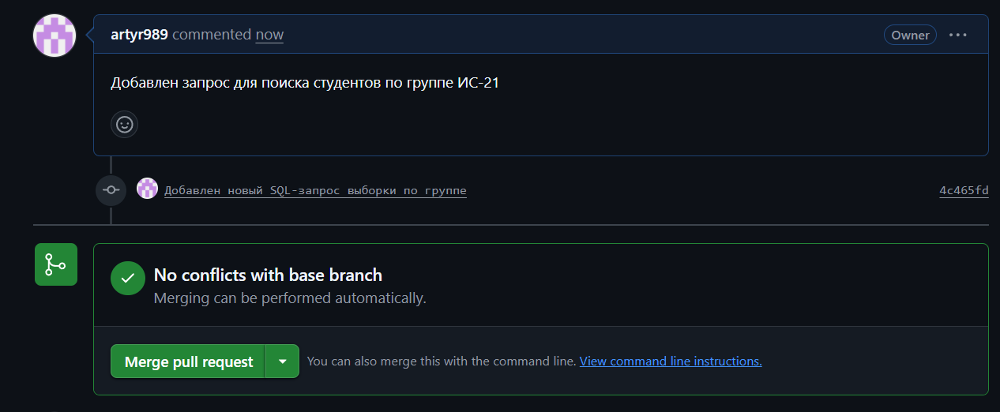 artyr989 commented now
Owner
Добавлен запрос для поиска студентов по группе ИС-21
Добавлен новый SQL-запрос выборки по группе
4c465fd
No conflicts with base branch
Merging can be performed automatically.
Merge pull request
You can also merge this with the command line. View command line instructions.